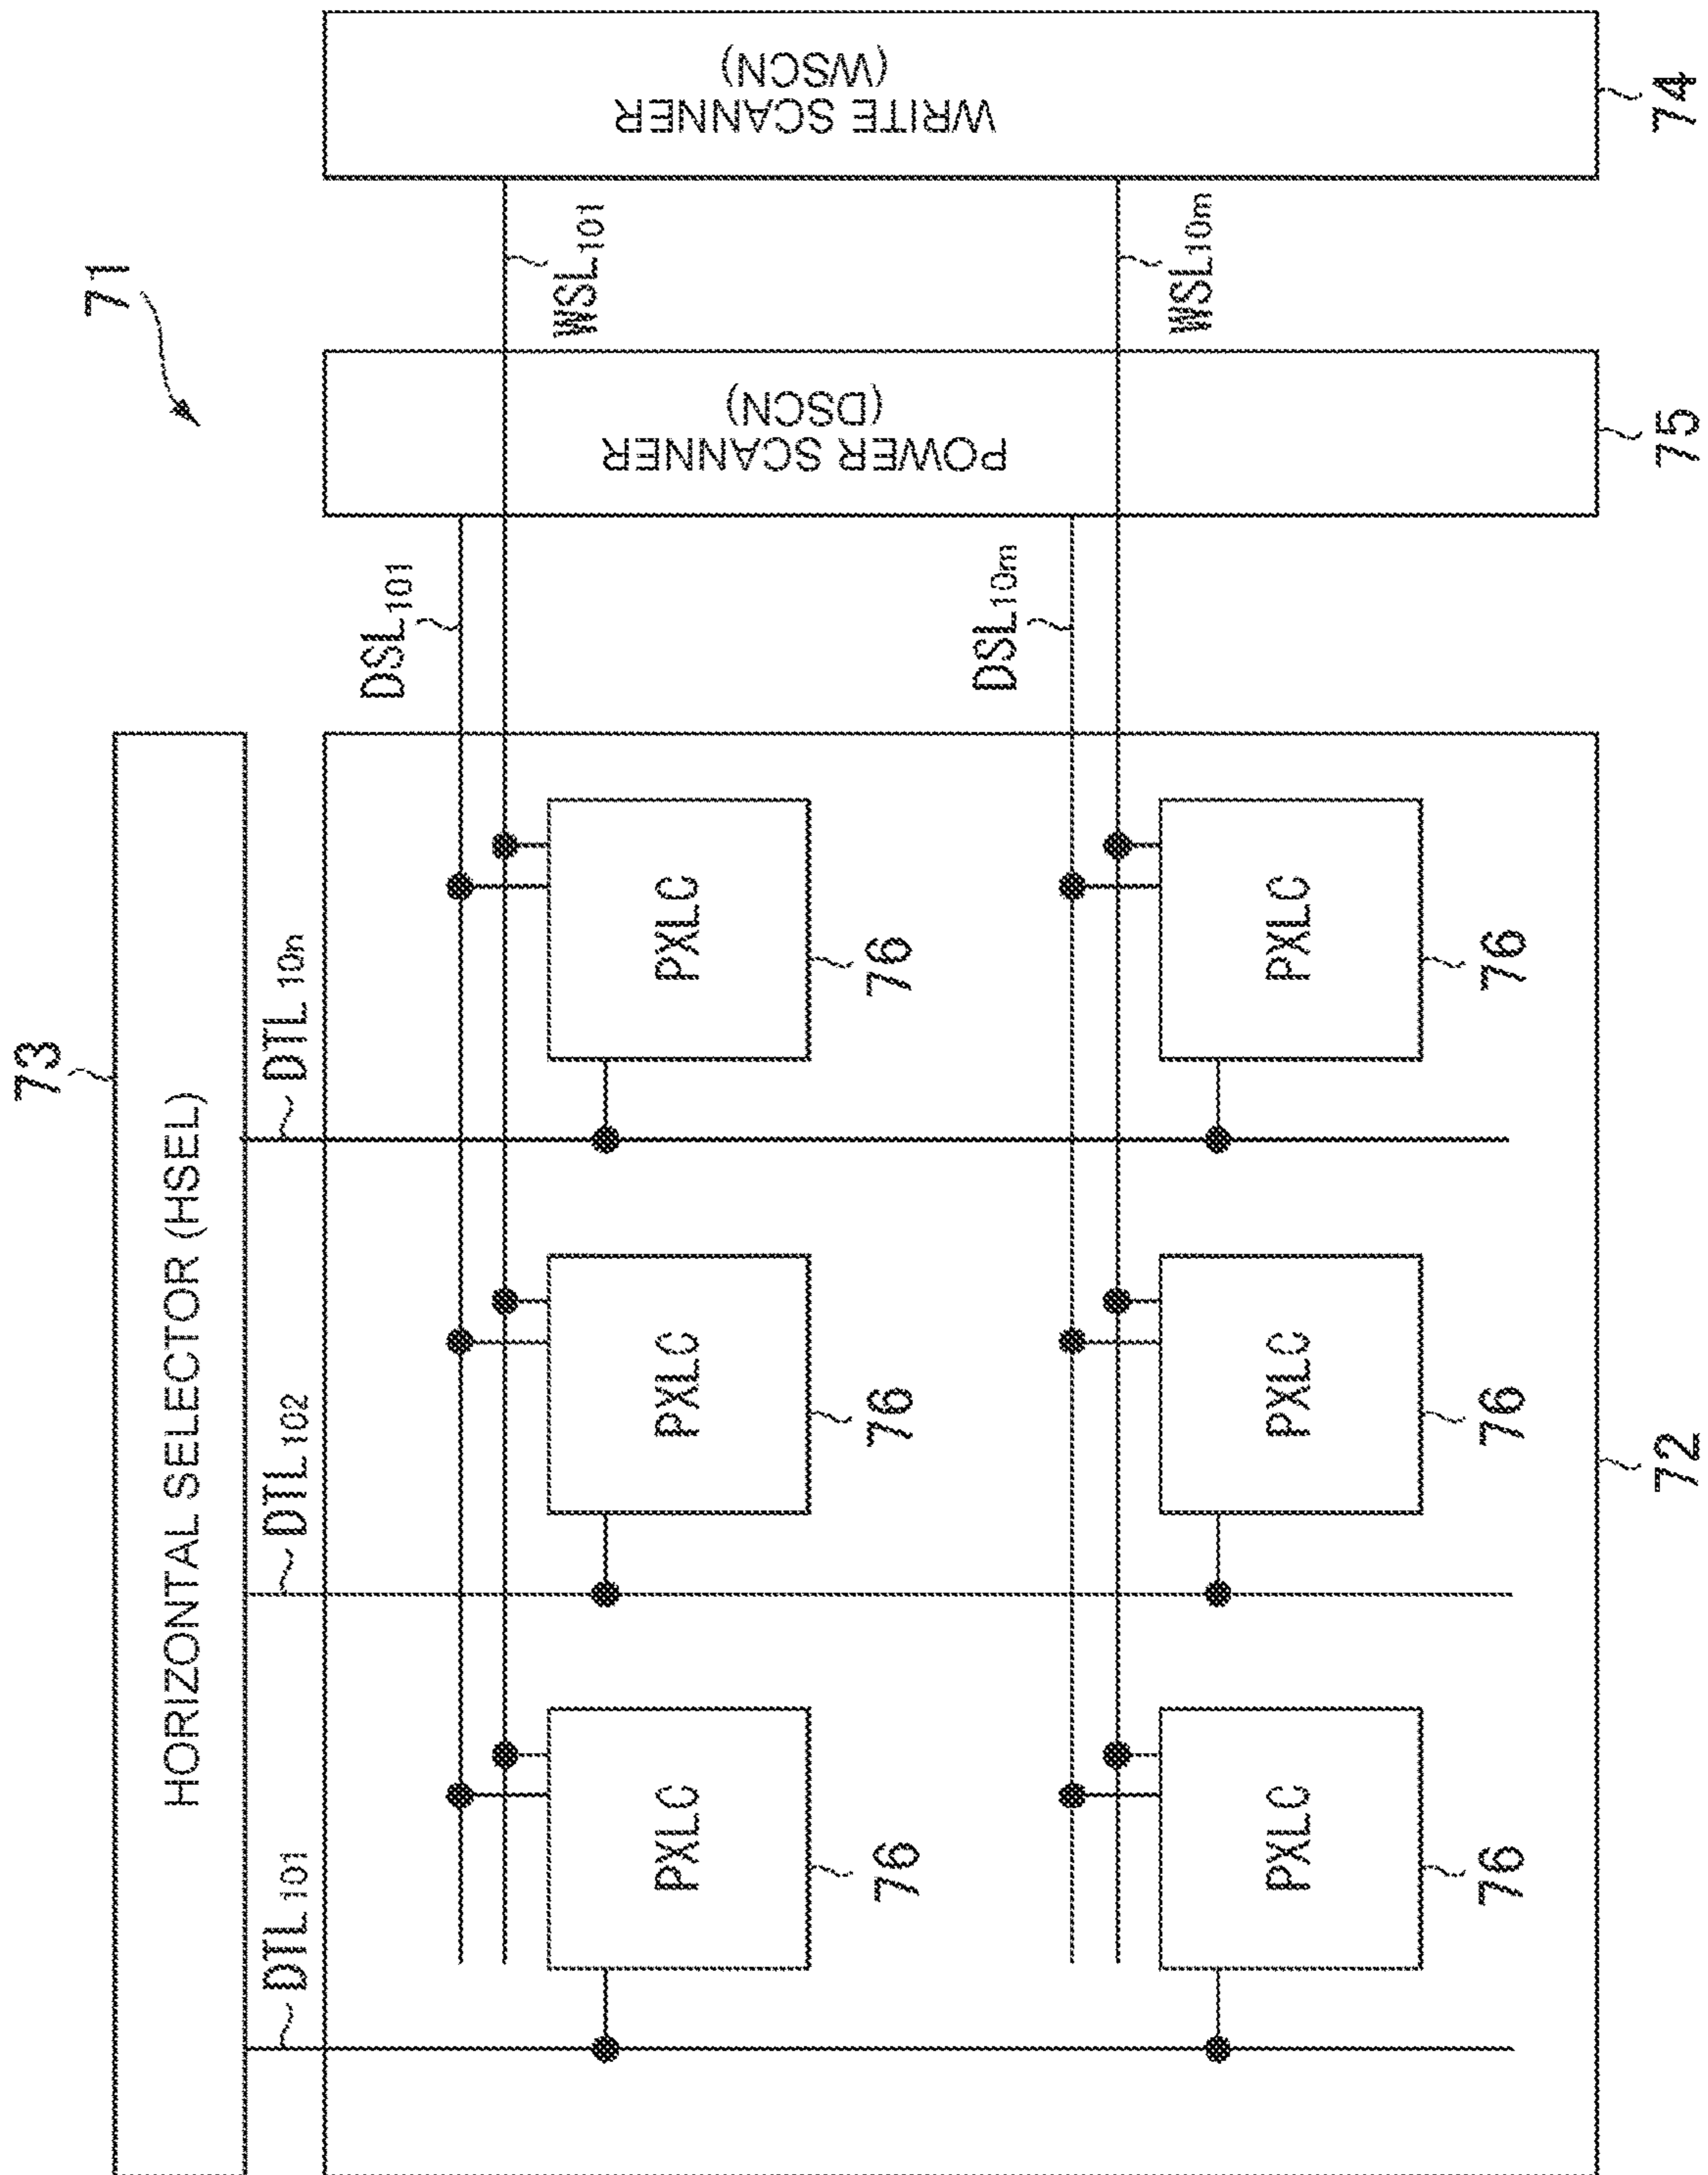 71
73
HORIZONTAL SELECTOR (HSEL)
DTL101
DTL102
DTL10n
DSL101
WSL101
PXLC
76
PXLC
76
PXLC
76
DSL10m
WSL10m
PXLC
76
PXLC
76
PXLC
76
72
POWER SCANNER
(DSCN)
75
WRITE SCANNER
(WSCN)
74